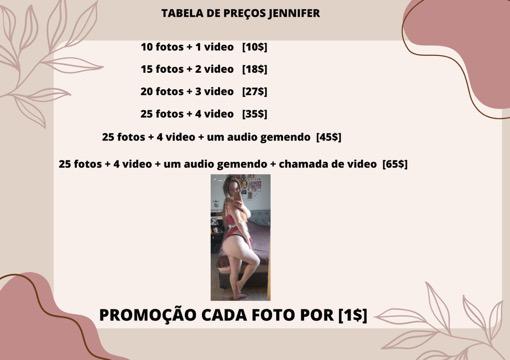 TABELA DE PREÇOS JENNIFER
10 fotos + 1 video [10$]
15 fotos + 2 video [18$]
20 fotos + 3 video [27$]
25 fotos + 4 video [35$]
25 fotos + 4 video + um audio gemendo [45$]
25 fotos + 4 video + um audio gemendo + chamada de video [65$]
PROMOÇÃO CADA FOTO POR [1$]